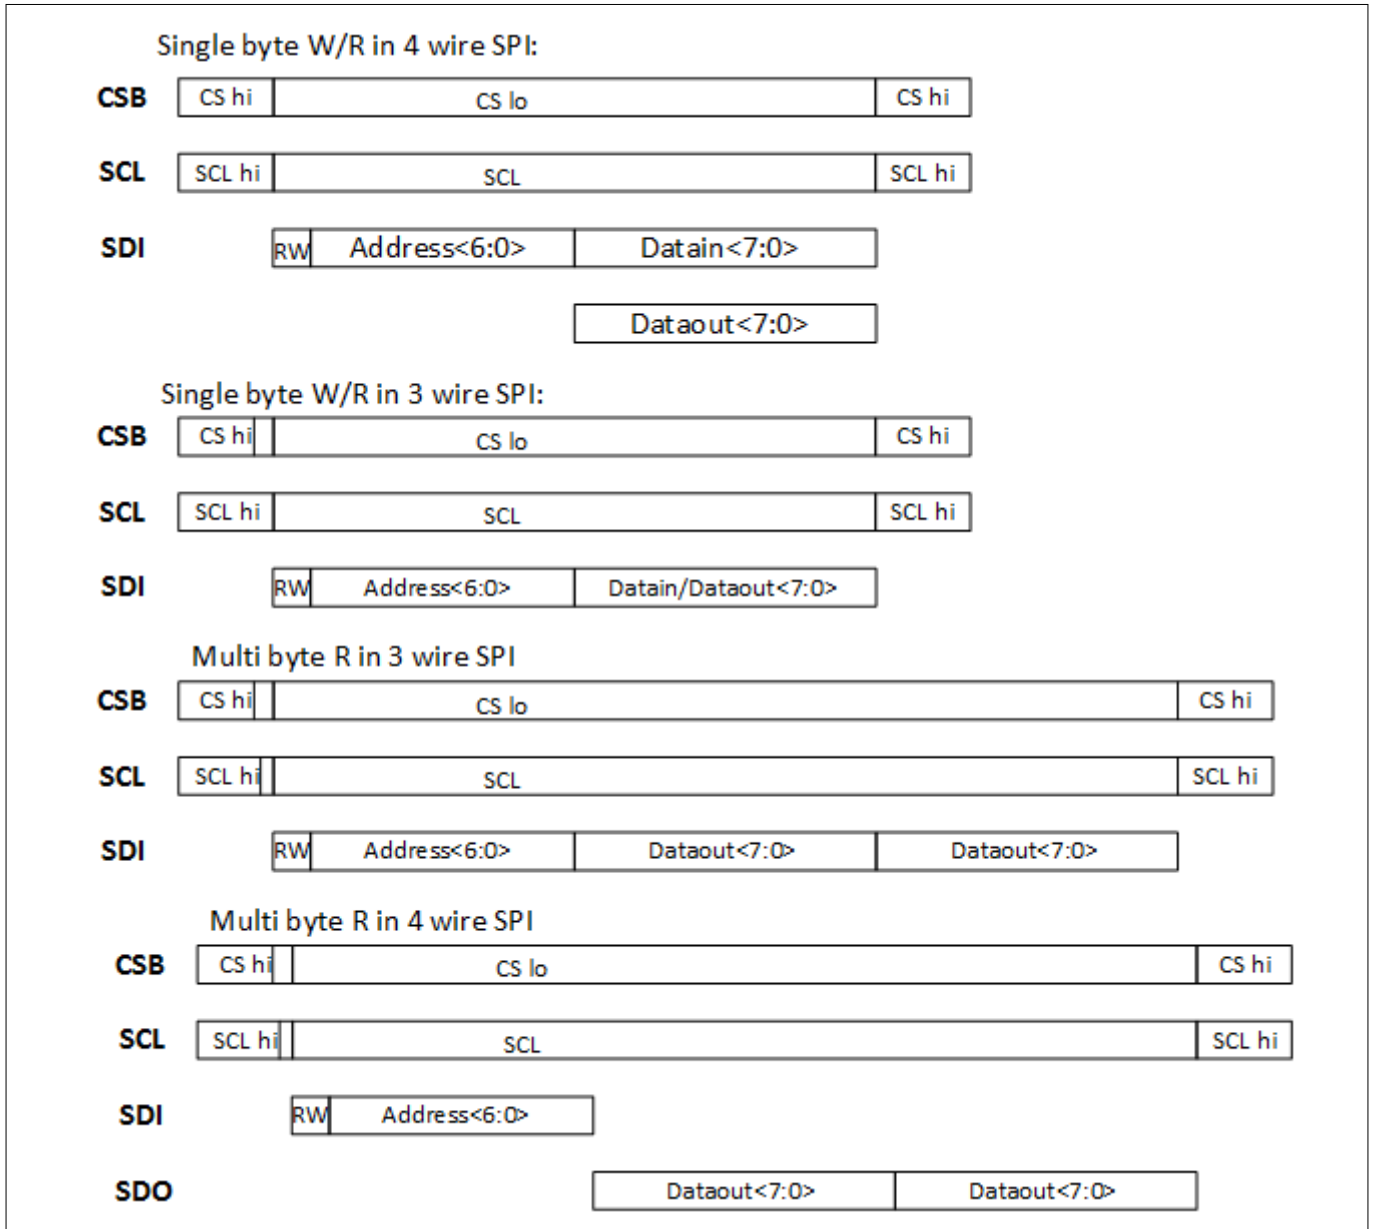 Single byte W/R in 4 wire SPI:
CSB CS hi CS lo CS hi
SCL SCL hi SCL SCL hi
SDI RW Address<6:0> Datain<7:0>
Dataout<7:0>
Single byte W/R in 3 wire SPI:
CSB CS hi CS lo CS hi
SCL SCL hi SCL SCL hi
SDI RW Address<6:0> Datain/Dataout<7:0>
Multi byte R in 3 wire SPI
CSB CS hi CS lo CS hi
SCL SCL hi SCL SCL hi
SDI RW Address<6:0> Dataout<7:0> Dataout<7:0>
Multi byte R in 4 wire SPI
CSB CS hi CS lo CS hi
SCL SCL hi SCL SCL hi
SDI RW Address<6:0>
SDO Dataout<7:0> Dataout<7:0>